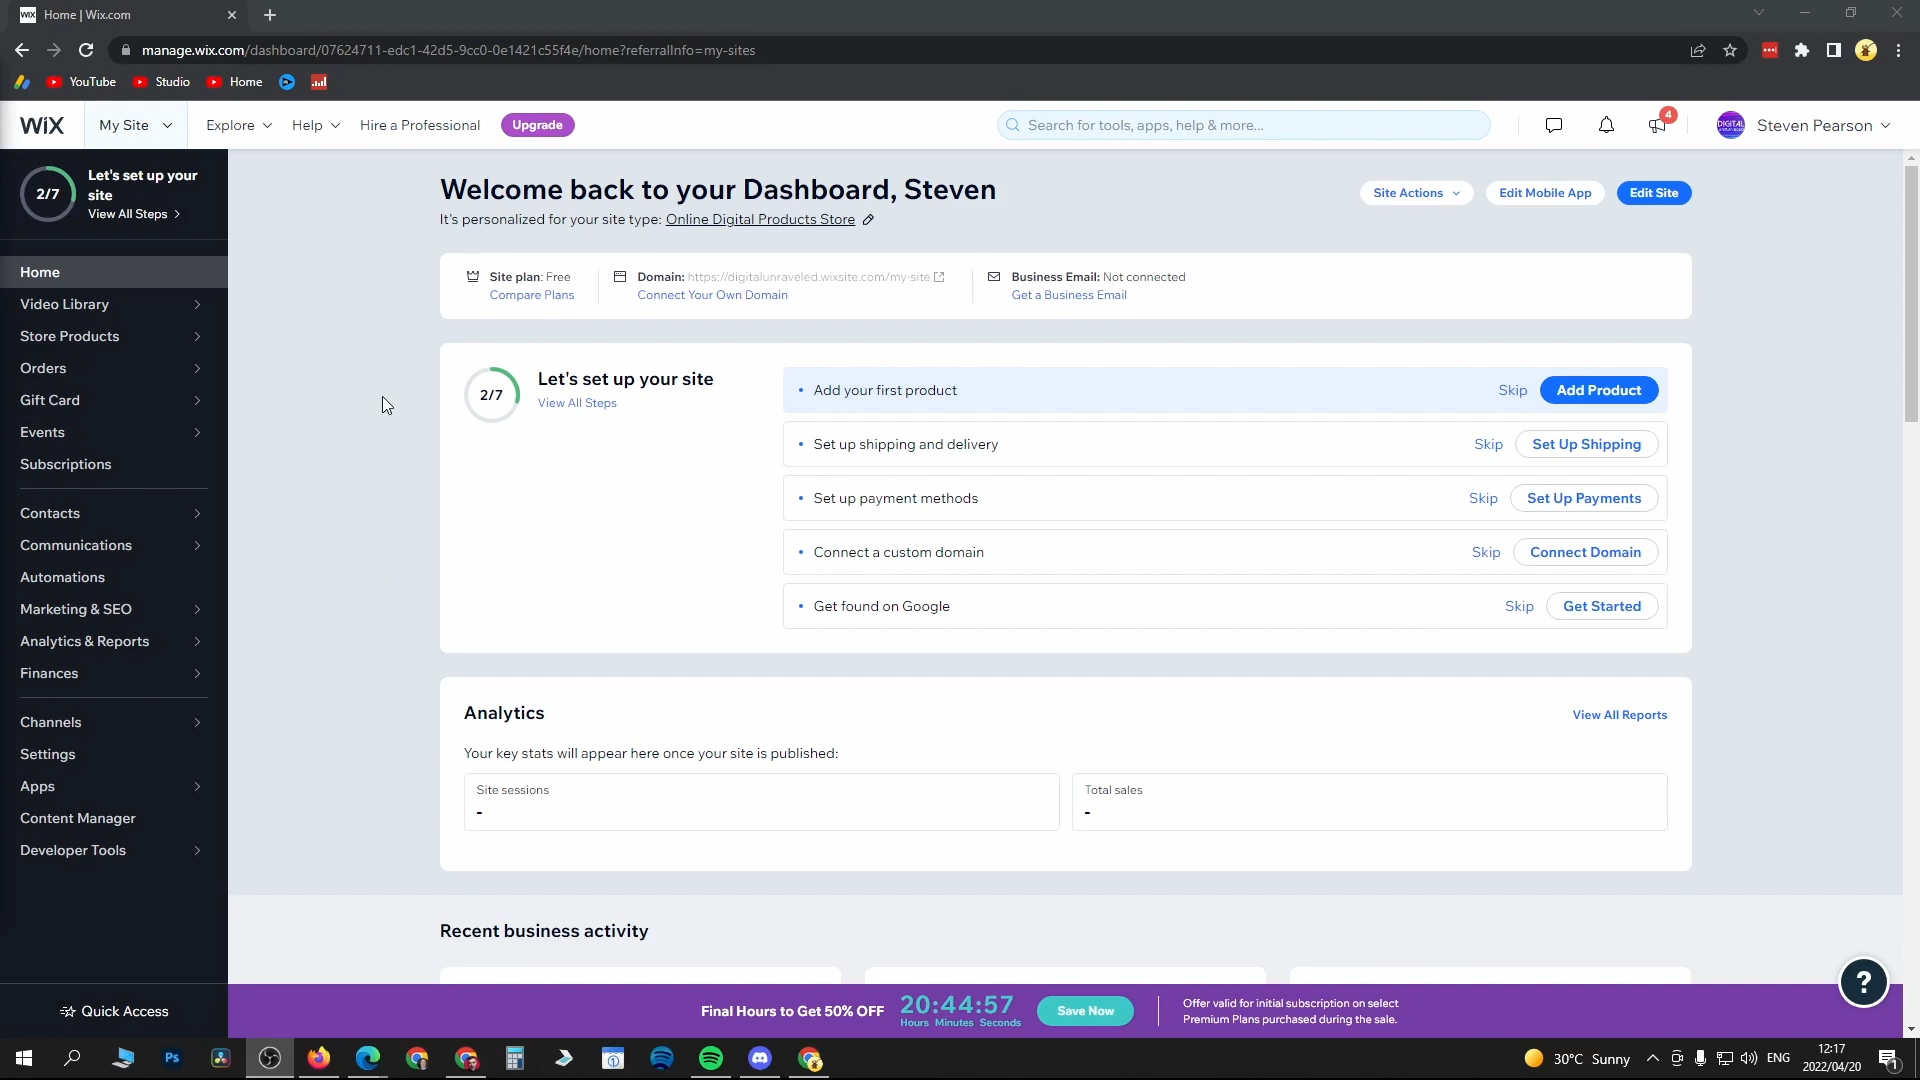 Home | Wix.com
manage.wix.com/dashboard/07624711-edc1-42d5-9cc0-0e1421c55f4e/home?referralInfo=my-sites
YouTube
Studio
Home
WiX
My Site
Explore
Help
Hire a Professional
Upgrade
Search for tools, apps, help & more...
4
Steven Pearson
2/7
Let's set up your
site
View All Steps
Home
Video Library
Store Products
Orders
Gift Card
Events
Subscriptions
Contacts
Communications
Automations
Marketing & SEO
Analytics & Reports
Finances
Channels
Settings
Apps
Content Manager
Developer Tools
Quick Access
Welcome back to your Dashboard, Steven
It's personalized for your site type: Online Digital Products Store
Site Actions
Edit Mobile App
Edit Site
Site plan: Free
Compare Plans
Domain: https://digitalunraveled.wixsite.com/my-site
Connect Your Own Domain
Business Email: Not connected
Get a Business Email
2/7
Let's set up your site
View All Steps
• Add your first product Skip Add Product
• Set up shipping and delivery Skip Set Up Shipping
• Set up payment methods Skip Set Up Payments
• Connect a custom domain Skip Connect Domain
• Get found on Google Skip Get Started
Analytics
View All Reports
Your key stats will appear here once your site is published:
Site sessions
-
Total sales
-
Recent business activity
Final Hours to Get 50% OFF
20:44:57
Hours Minutes Seconds
Save Now
Offer valid for initial subscription on select
Premium Plans purchased during the sale.
?
Ps
30°C Sunny
ENG
12:17
2022/04/20
1